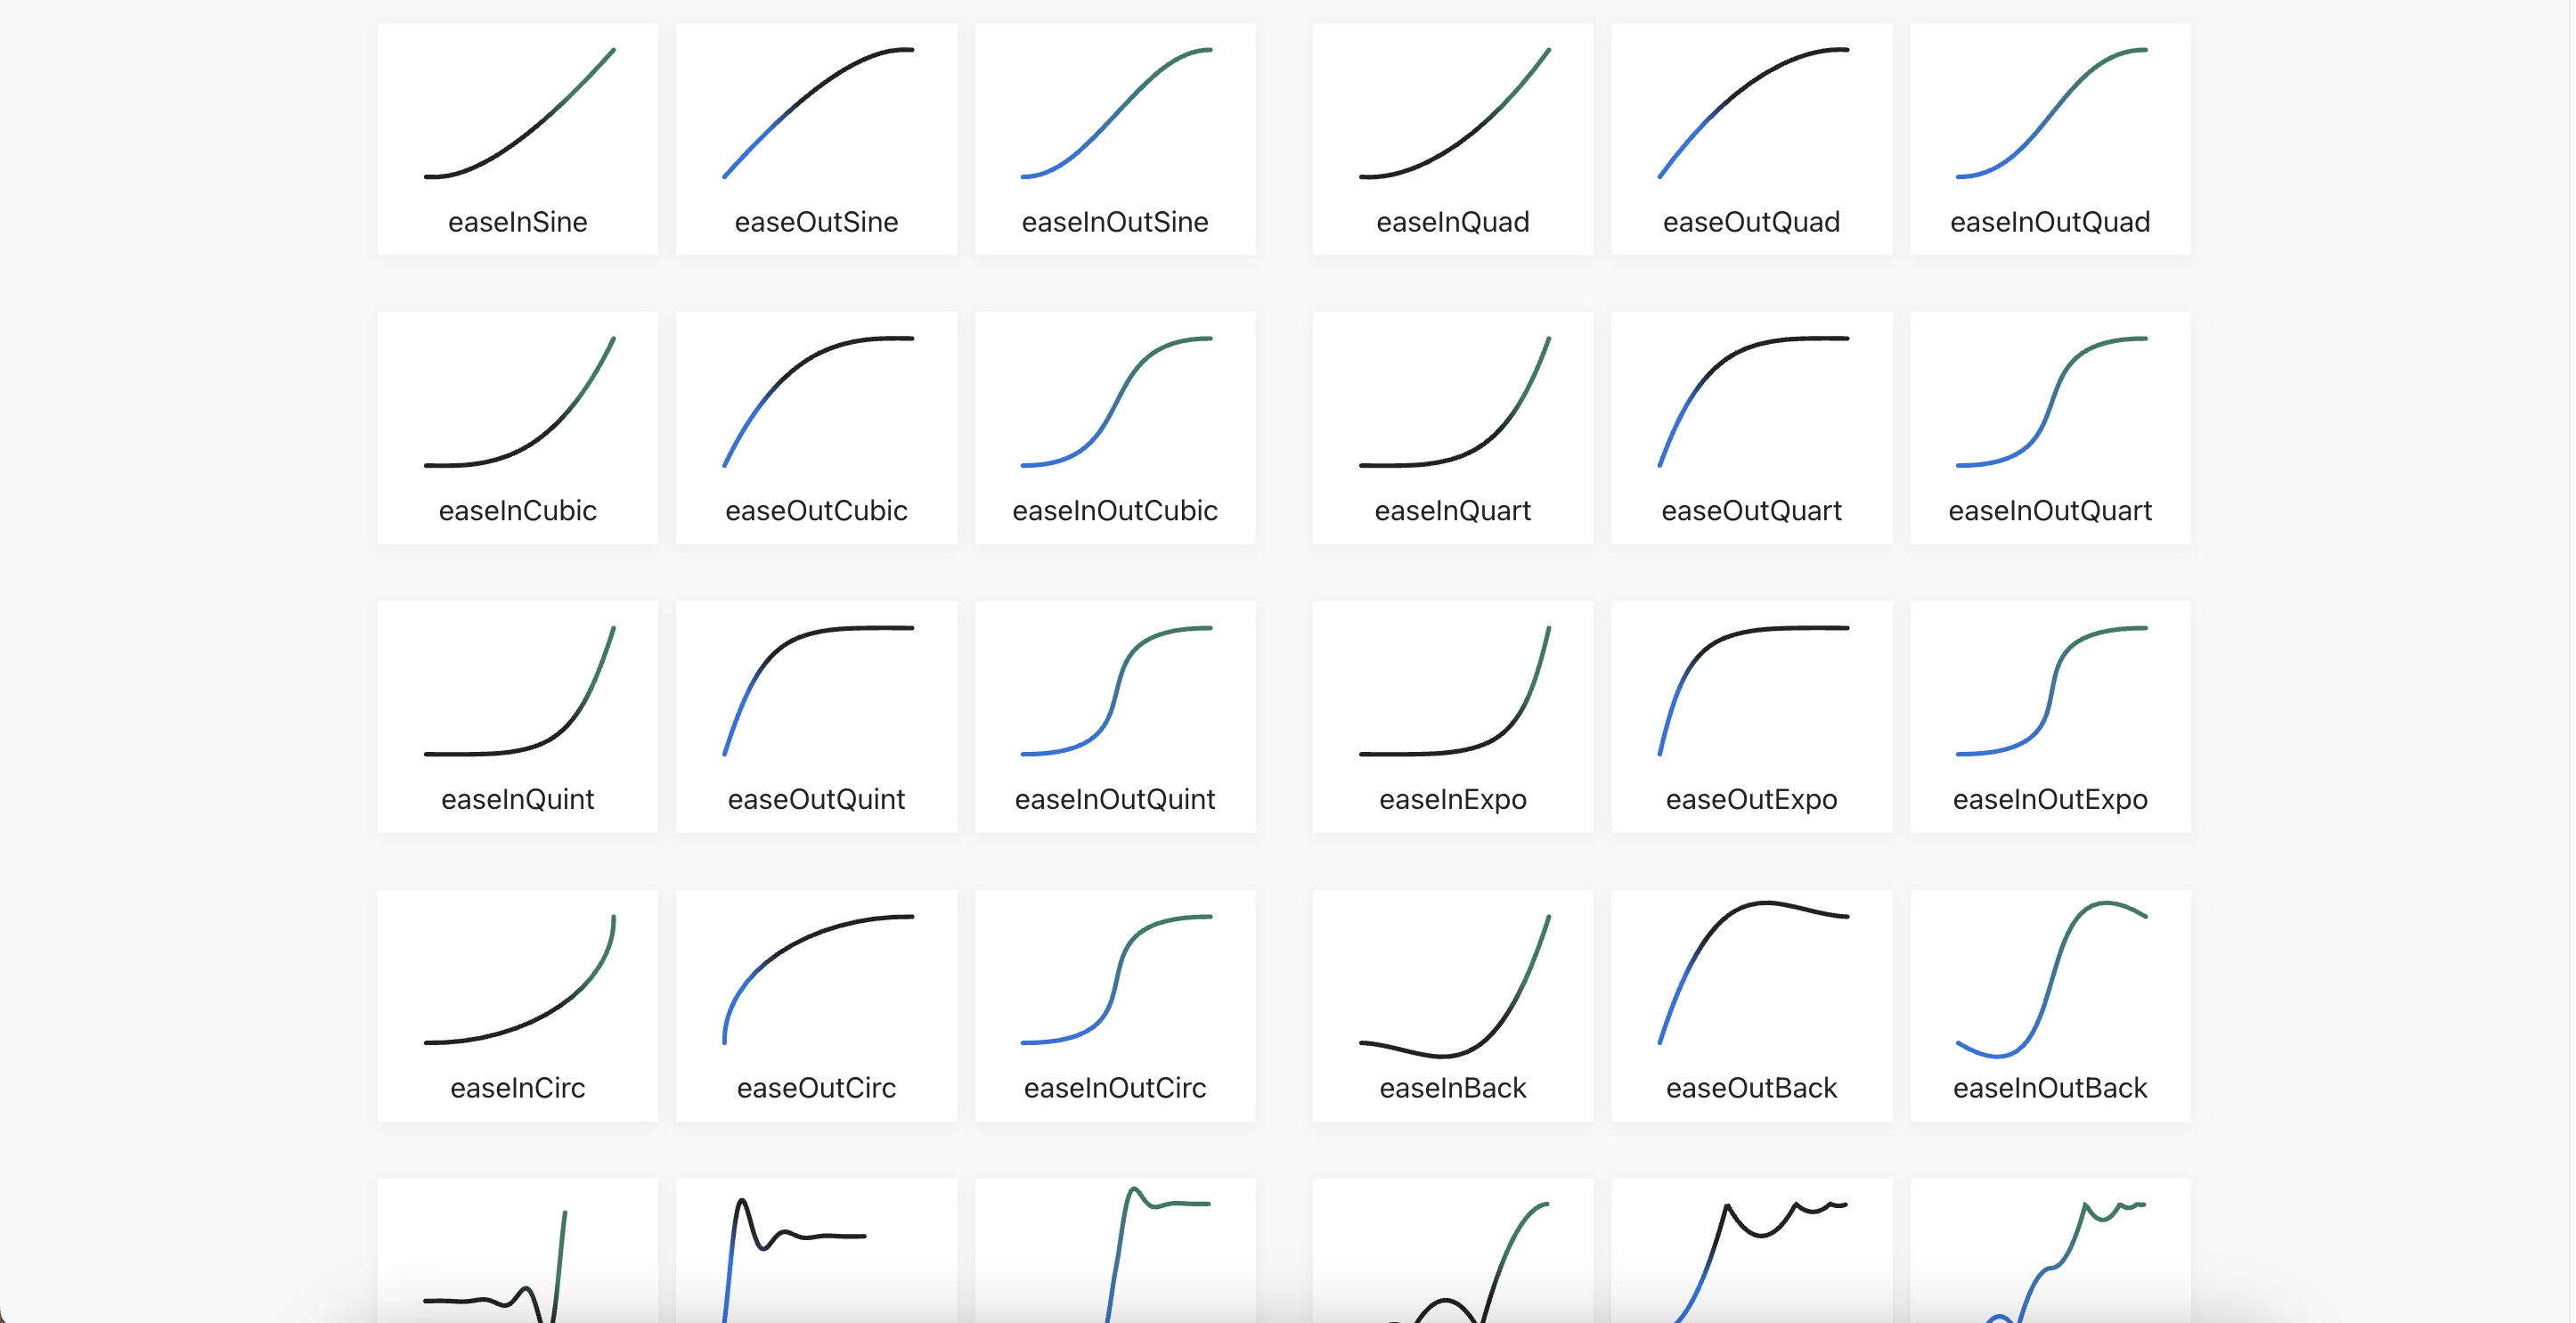 easeInSine
easeOutSine
easeInOutSine
easeInQuad
easeOutQuad
easeInOutQuad
easeInCubic
easeOutCubic
easeInOutCubic
easeInQuart
easeOutQuart
easeInOutQuart
easeInQuint
easeOutQuint
easeInOutQuint
easeInExpo
easeOutExpo
easeInOutExpo
easeInCirc
easeOutCirc
easeInOutCirc
easeInBack
easeOutBack
easeInOutBack